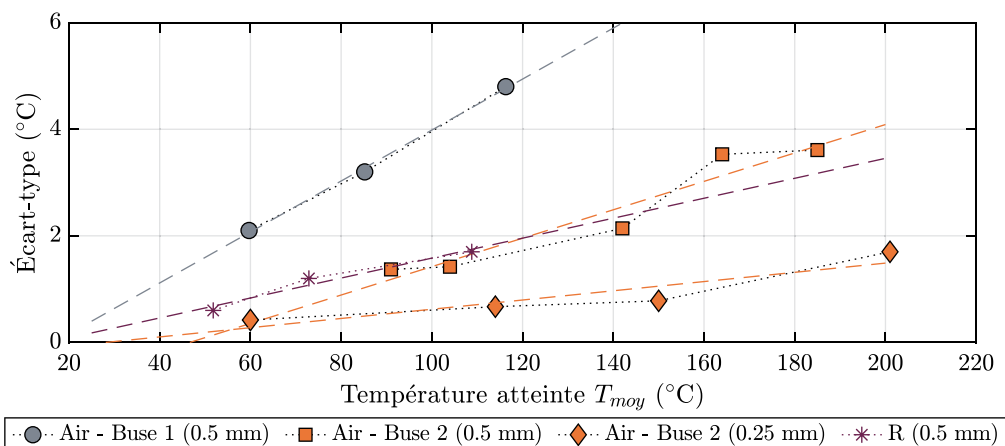 6
4
2
0
Écart-type (°C)
20 40 60 80 100 120 140 160 180 200 220
Température atteinte T_moy (°C)
Air - Buse 1 (0.5 mm) Air - Buse 2 (0.5 mm) Air - Buse 2 (0.25 mm) R (0.5 mm)